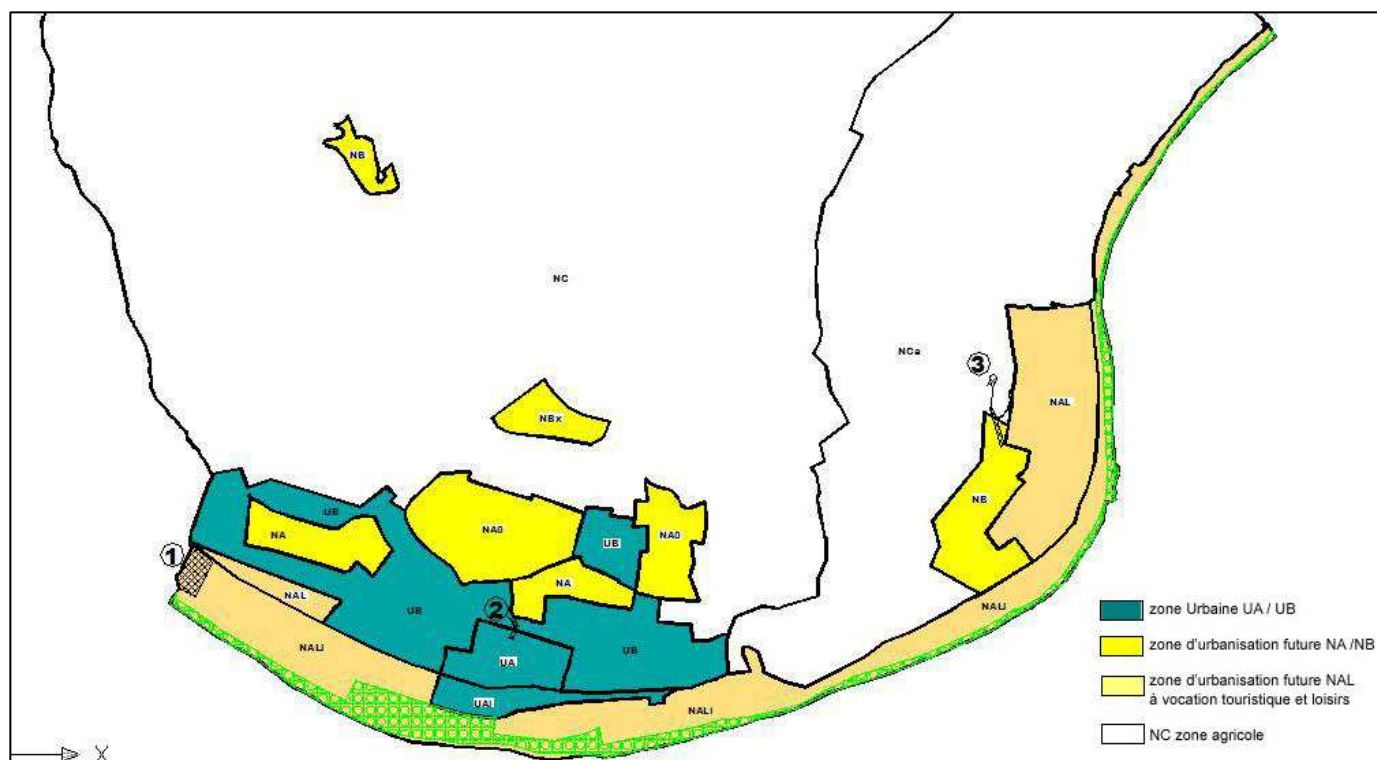 NB
NC
NCa
3
NBx
NAL
UB
NA0
NB
NA
UB
NA0
1
NA
NAL
2
UB
NALI
UB
UA
NALI
UAI
NALI
X
zone Urbaine UA / UB
zone d'urbanisation future NA /NB
zone d'urbanisation future NAL
à vocation touristique et loisirs
NC zone agricole